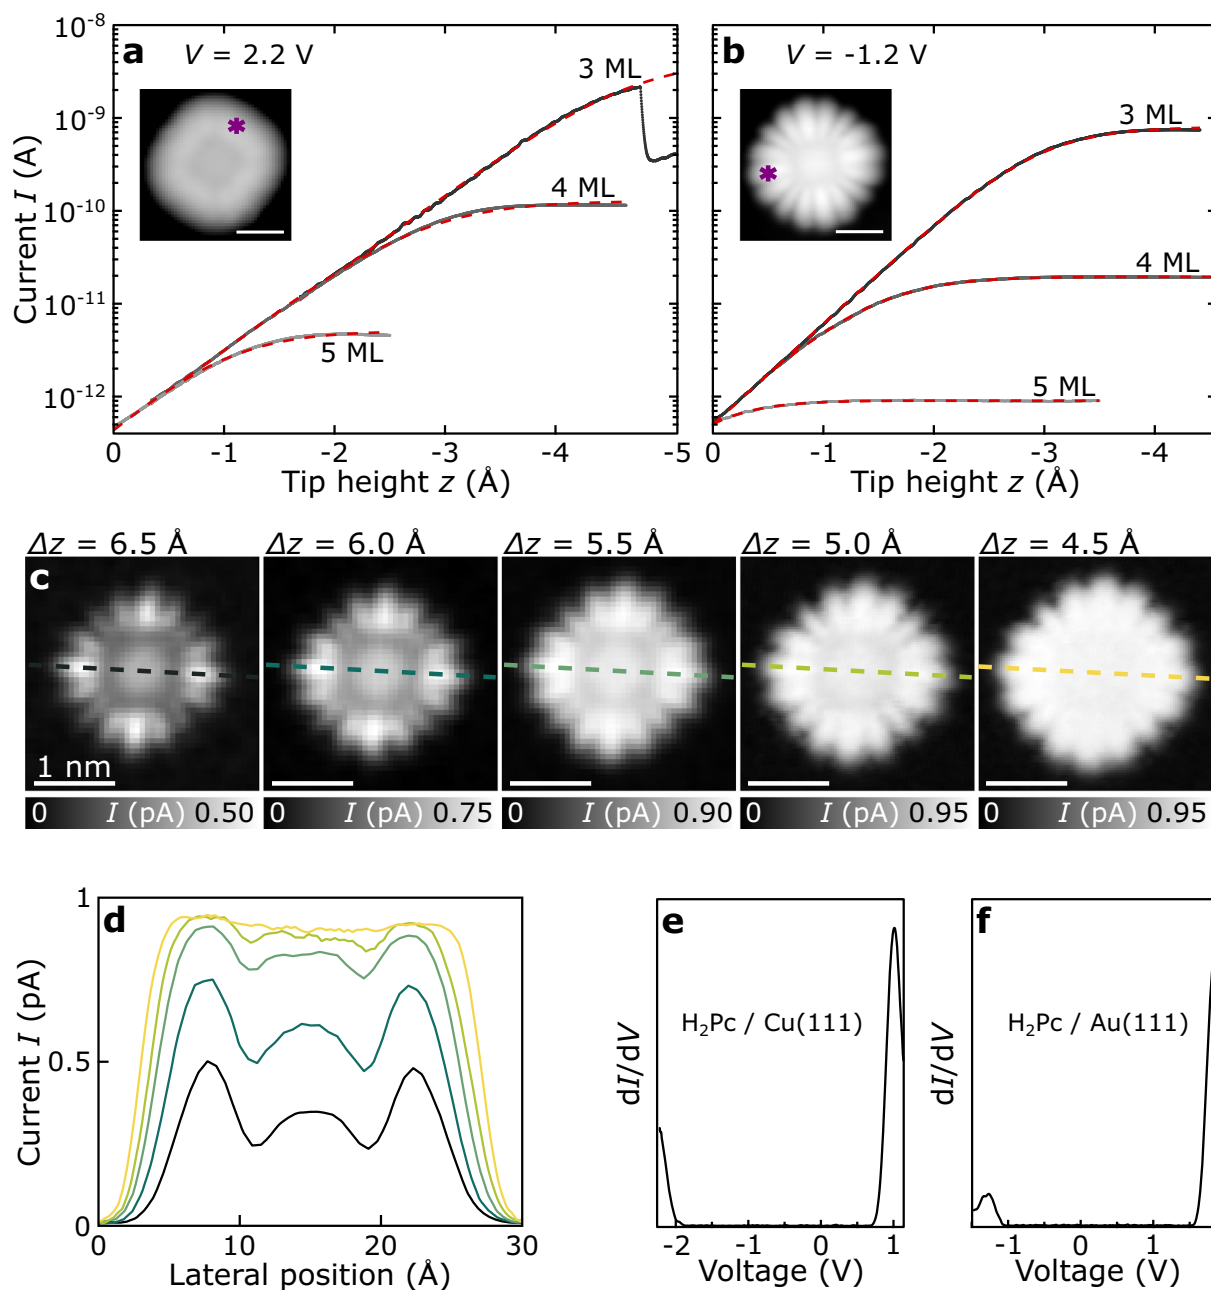 a
V = 2.2 V
3 ML
4 ML
5 ML
10⁻⁸
10⁻⁹
10⁻¹⁰
10⁻¹¹
10⁻¹²
Current I (A)
0 -1 -2 -3 -4 -5
Tip height z (Å)
b
V = -1.2 V
3 ML
4 ML
5 ML
0 -1 -2 -3 -4
Tip height z (Å)
Δz = 6.5 Å Δz = 6.0 Å Δz = 5.5 Å Δz = 5.0 Å Δz = 4.5 Å
c
1 nm
0 I (pA) 0.50 0 I (pA) 0.75 0 I (pA) 0.90 0 I (pA) 0.95 0 I (pA) 0.95
d
1
0.5
0
Current I (pA)
0 10 20 30
Lateral position (Å)
e
H₂Pc / Cu(111)
dI/dV
-2 -1 0 1
Voltage (V)
f
H₂Pc / Au(111)
dI/dV
-1 0 1
Voltage (V)